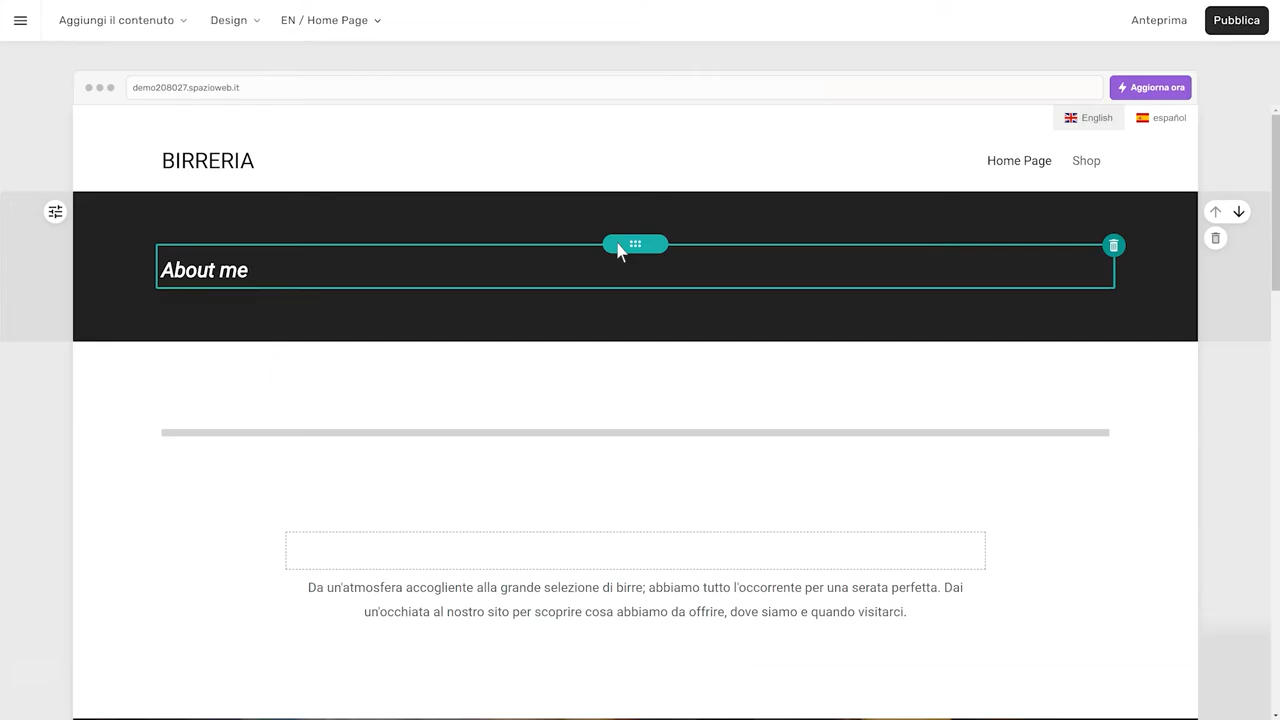 Aggiungi il contenuto
Design
EN / Home Page
Anteprima
Pubblica
demo208027.spazioweb.it
Aggiorna ora
English
español
BIRRERIA
Home Page
Shop
About me
Da un'atmosfera accogliente alla grande selezione di birre; abbiamo tutto l'occorrente per una serata perfetta. Dai
un'occhiata al nostro sito per scoprire cosa abbiamo da offrire, dove siamo e quando visitarci.